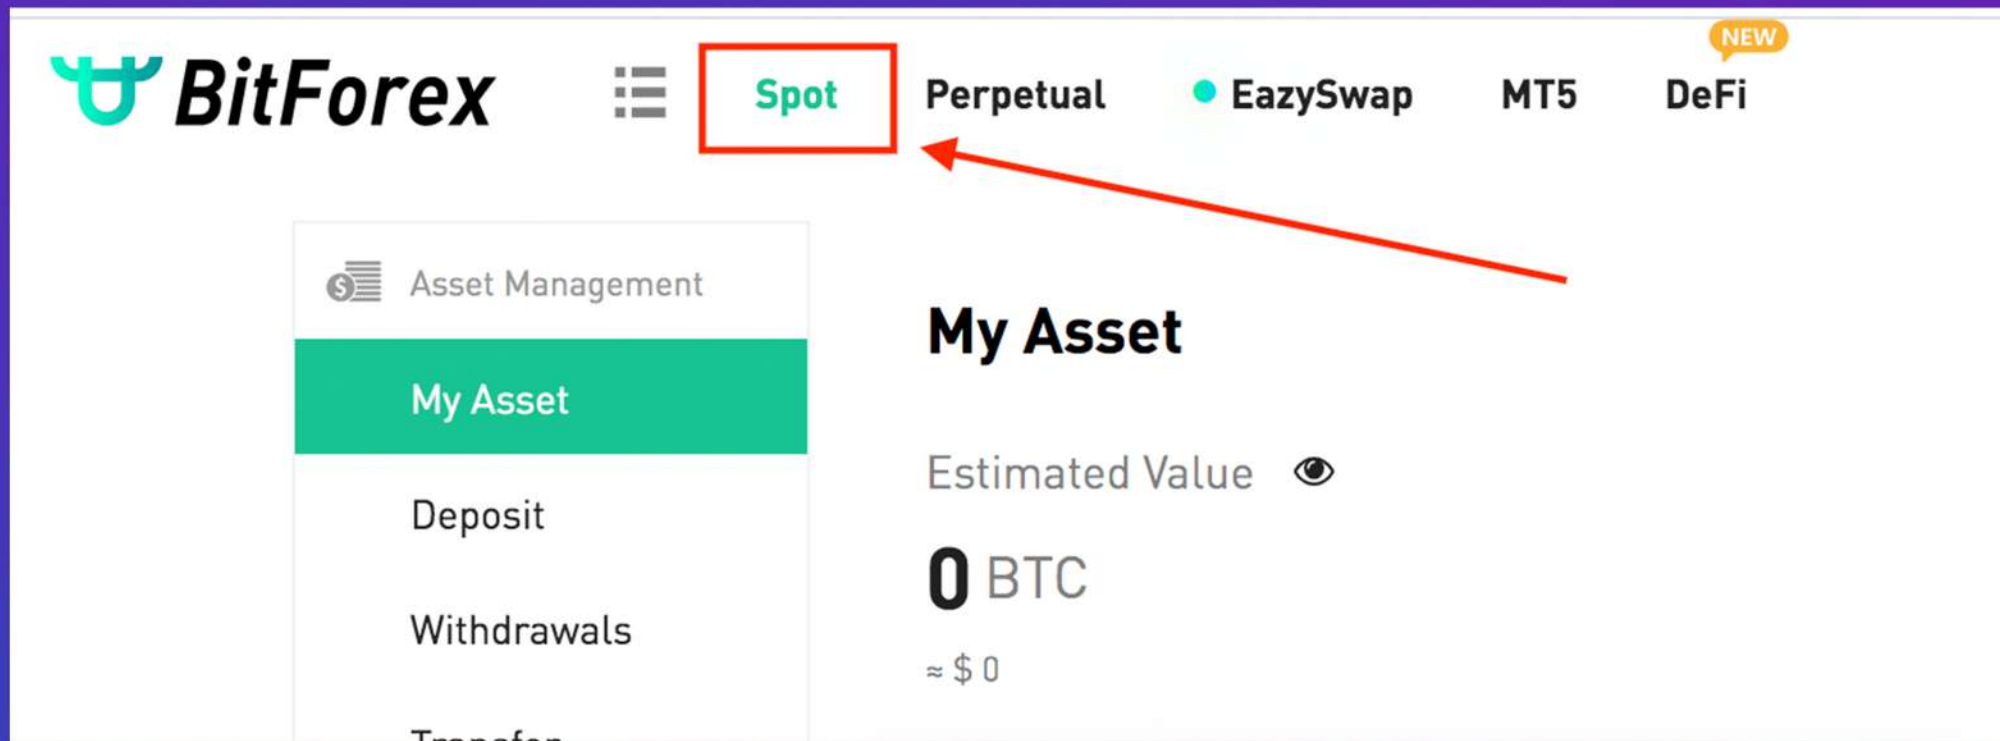 NEW
BitForex Spot Perpetual EazySwap MT5 DeFi
Asset Management
My Asset
Deposit
Withdrawals
Transfer
My Asset
Estimated Value
0 BTC
≈ $ 0